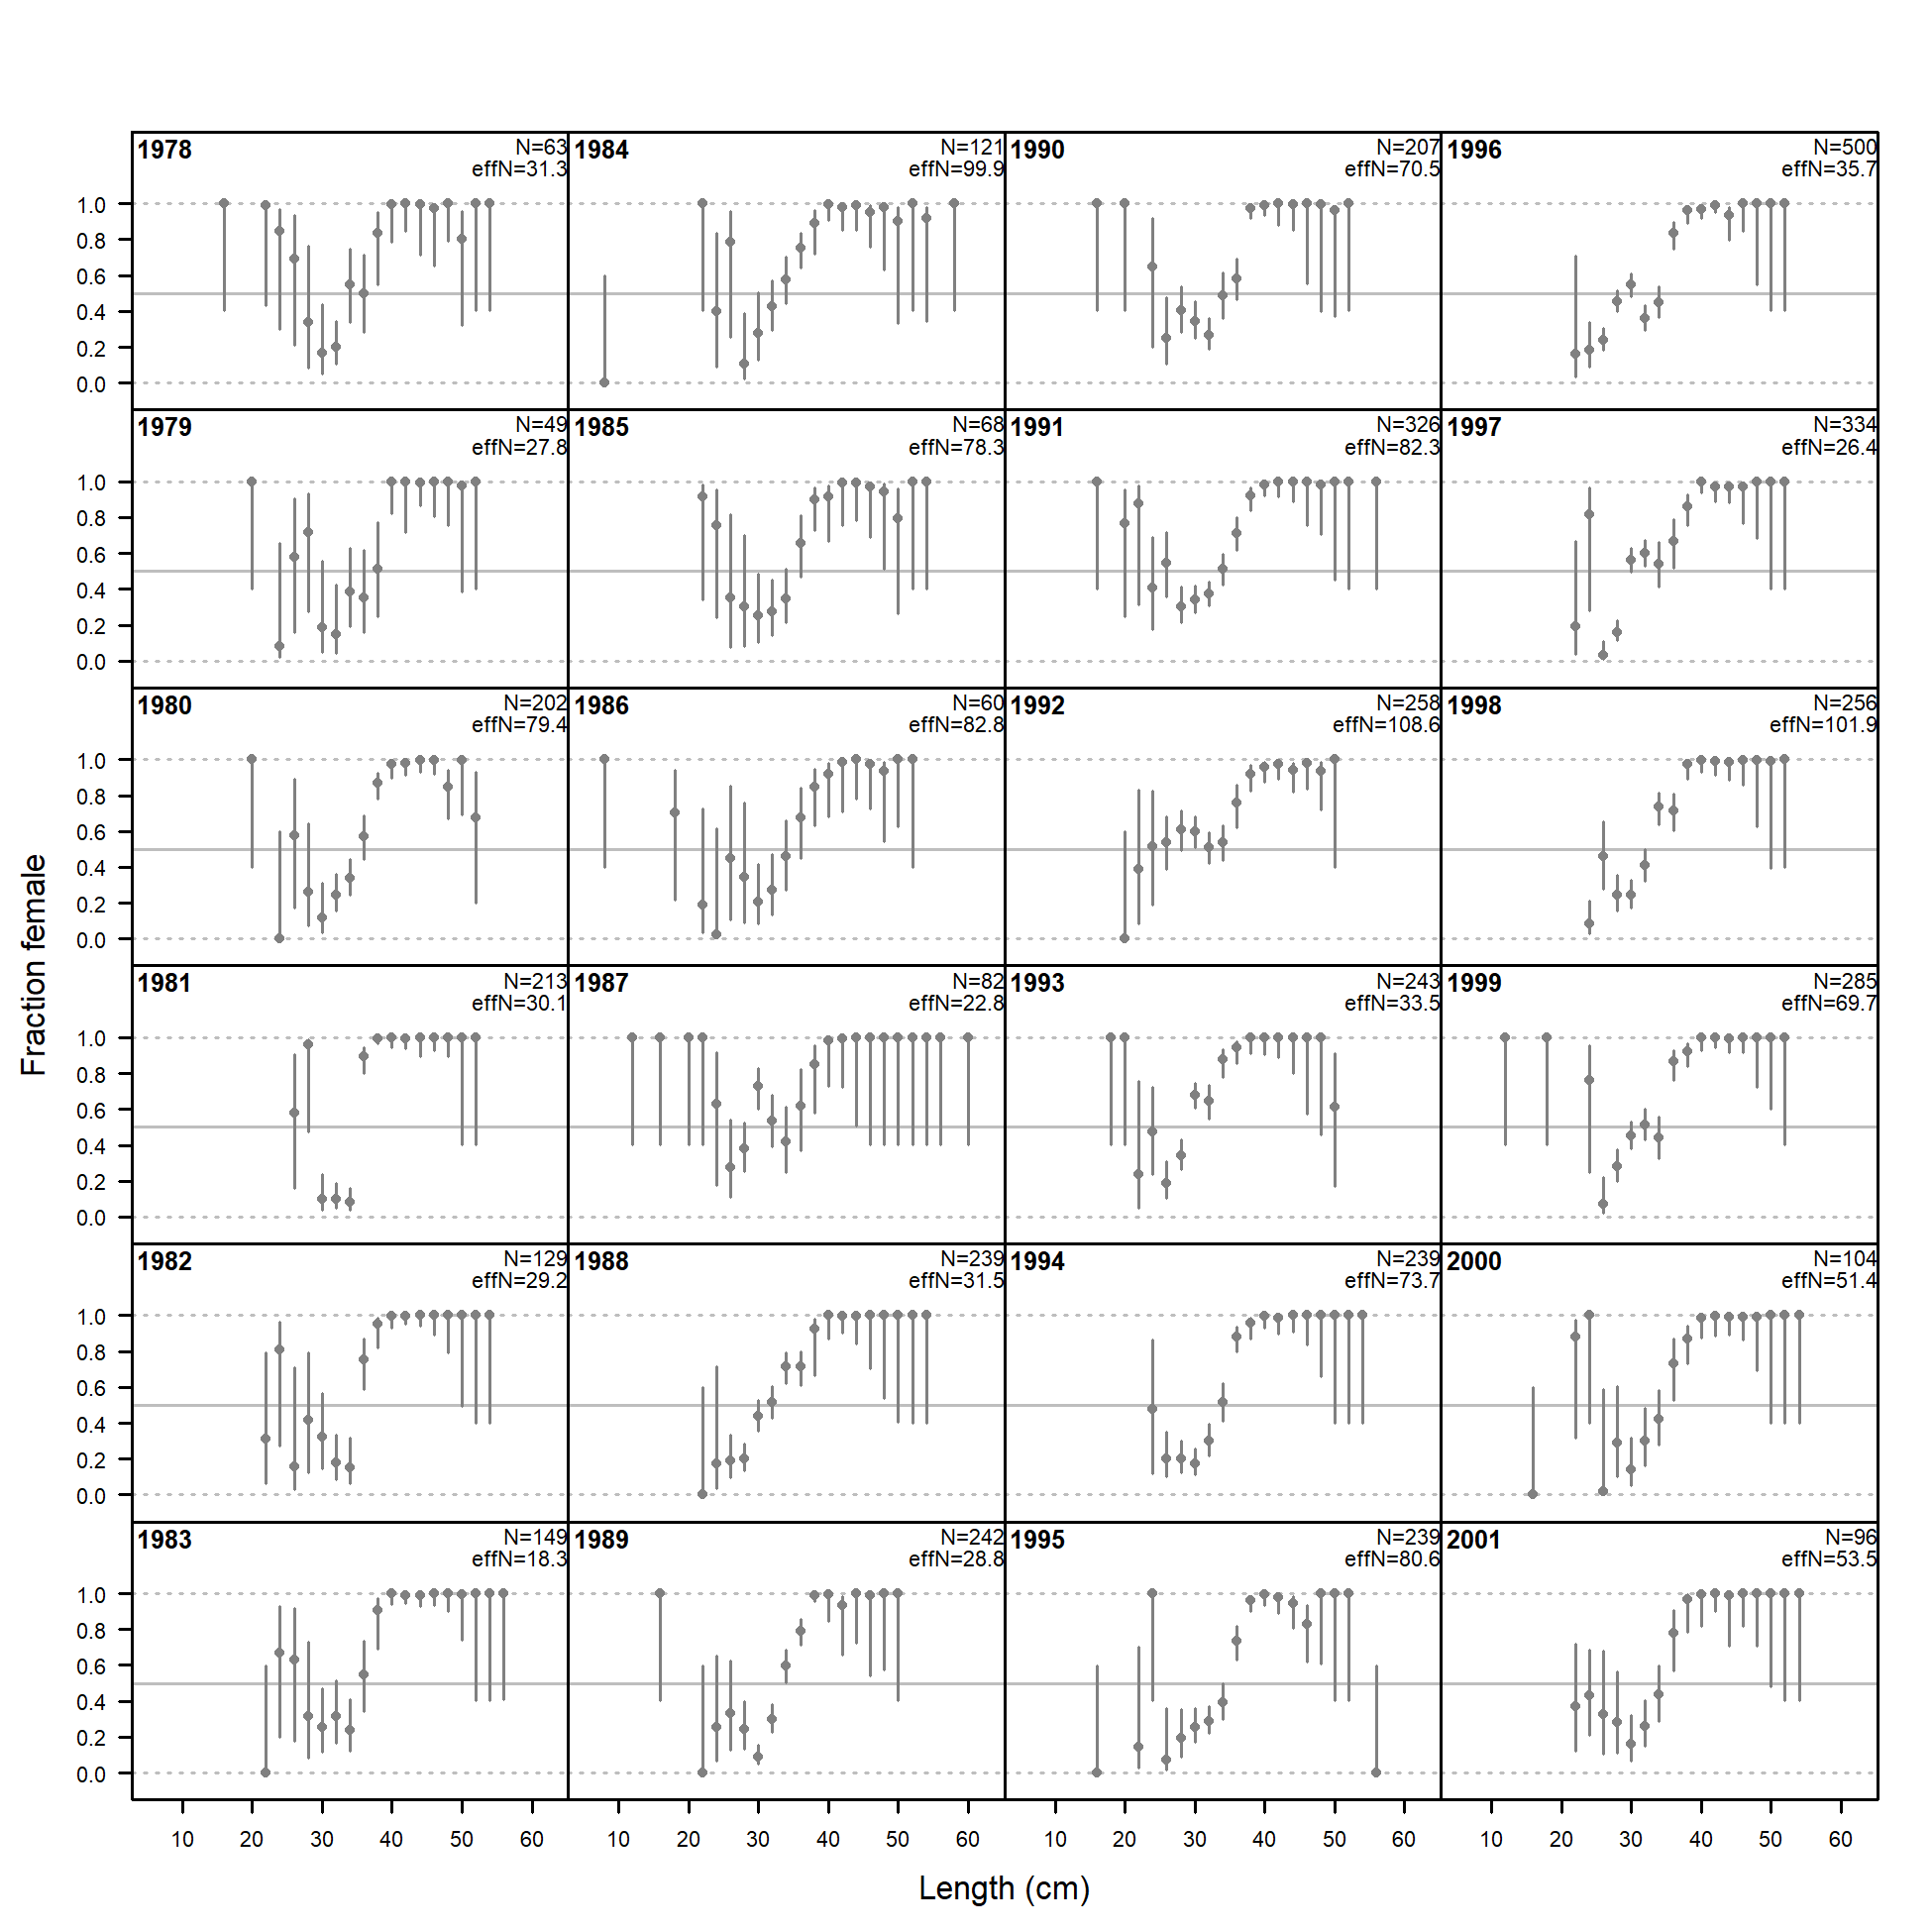 1978
N=63
effN=31.3
1984
N=121
effN=99.9
1990
N=207
effN=70.5
1996
N=500
effN=35.7
1.0
0.8
0.6
0.4
0.2
0.0
1979
N=49
effN=27.8
1985
N=68
effN=78.3
1991
N=326
effN=82.3
1997
N=334
effN=26.4
1.0
0.8
0.6
0.4
0.2
0.0
1980
N=202
effN=79.4
1986
N=60
effN=82.8
1992
N=258
effN=108.6
1998
N=256
effN=101.9
1.0
0.8
0.6
0.4
0.2
0.0
Fraction female
1981
N=213
effN=30.1
1987
N=82
effN=22.8
1993
N=243
effN=33.5
1999
N=285
effN=69.7
1.0
0.8
0.6
0.4
0.2
0.0
1982
N=129
effN=29.2
1988
N=239
effN=31.5
1994
N=239
effN=73.7
2000
N=104
effN=51.4
1.0
0.8
0.6
0.4
0.2
0.0
1983
N=149
effN=18.3
1989
N=242
effN=28.8
1995
N=239
effN=80.6
2001
N=96
effN=53.5
1.0
0.8
0.6
0.4
0.2
0.0
10 20 30 40 50 60 10 20 30 40 50 60 10 20 30 40 50 60 10 20 30 40 50 60
Length (cm)